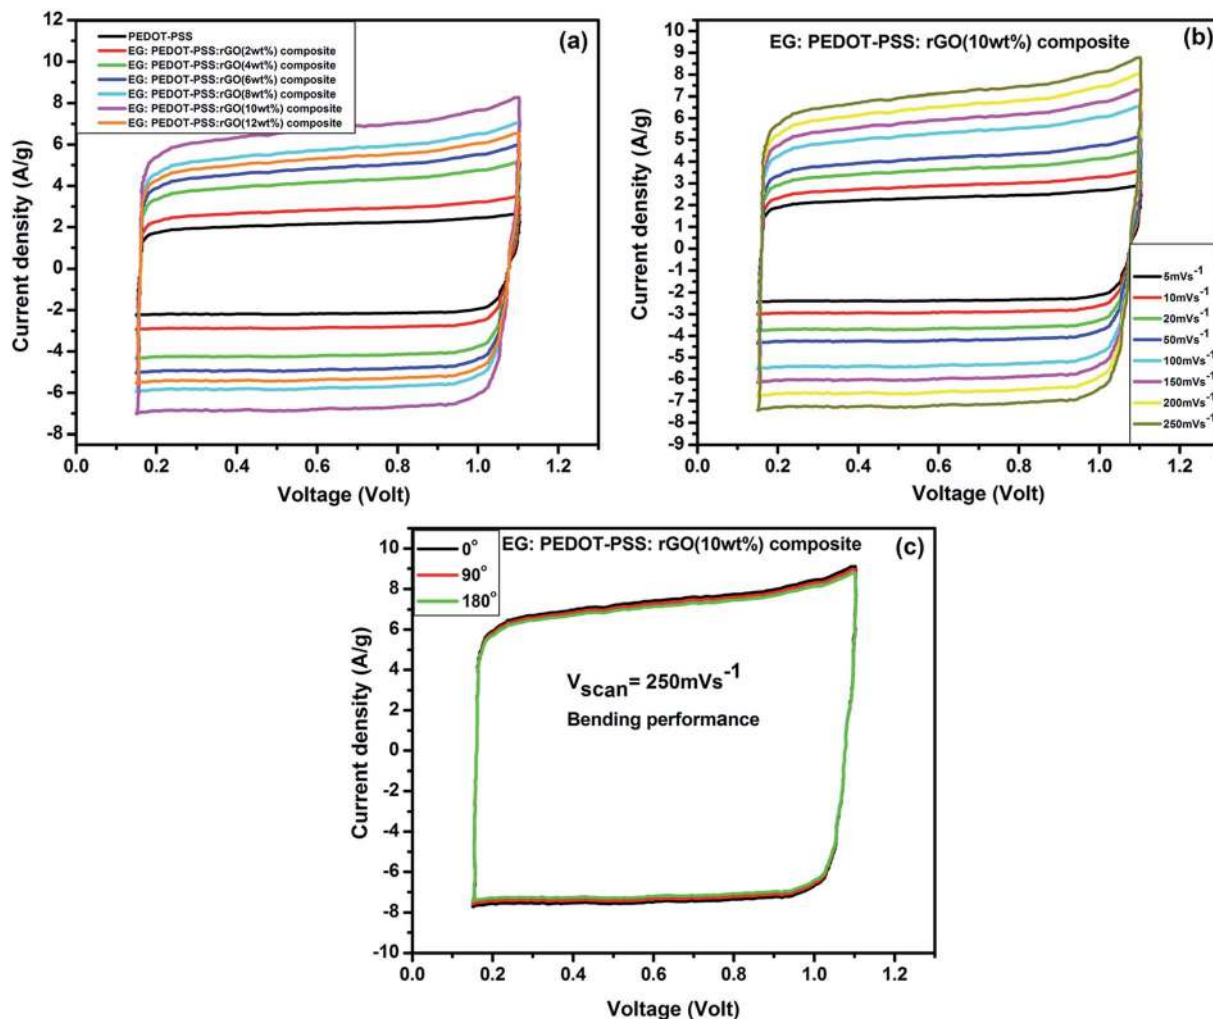 (a)
PEDOT-PSS
EG: PEDOT-PSS:rGO(2wt%) composite
EG: PEDOT-PSS:rGO(4wt%) composite
EG: PEDOT-PSS:rGO(6wt%) composite
EG: PEDOT-PSS:rGO(8wt%) composite
EG: PEDOT-PSS:rGO(10wt%) composite
EG: PEDOT-PSS:rGO(12wt%) composite
12
10
8
6
4
2
0
-2
-4
-6
-8
Current density (A/g)
0.0 0.2 0.4 0.6 0.8 1.0 1.2
Voltage (Volt)
(b)
EG: PEDOT-PSS: rGO(10wt%) composite
10
9
8
7
6
5
4
3
2
1
0
-1
-2
-3
-4
-5
-6
-7
-8
-9
Current density (A/g)
5mVs⁻¹
10mVs⁻¹
20mVs⁻¹
50mVs⁻¹
100mVs⁻¹
150mVs⁻¹
200mVs⁻¹
250mVs⁻¹
0.0 0.2 0.4 0.6 0.8 1.0 1.2
Voltage (Volt)
EG: PEDOT-PSS: rGO(10wt%) composite (c)
0°
90°
180°
10
8
6
4
2
0
-2
-4
-6
-8
-10
Current density (A/g)
Vscan= 250mVs⁻¹
Bending performance
0.0 0.2 0.4 0.6 0.8 1.0 1.2
Voltage (Volt)